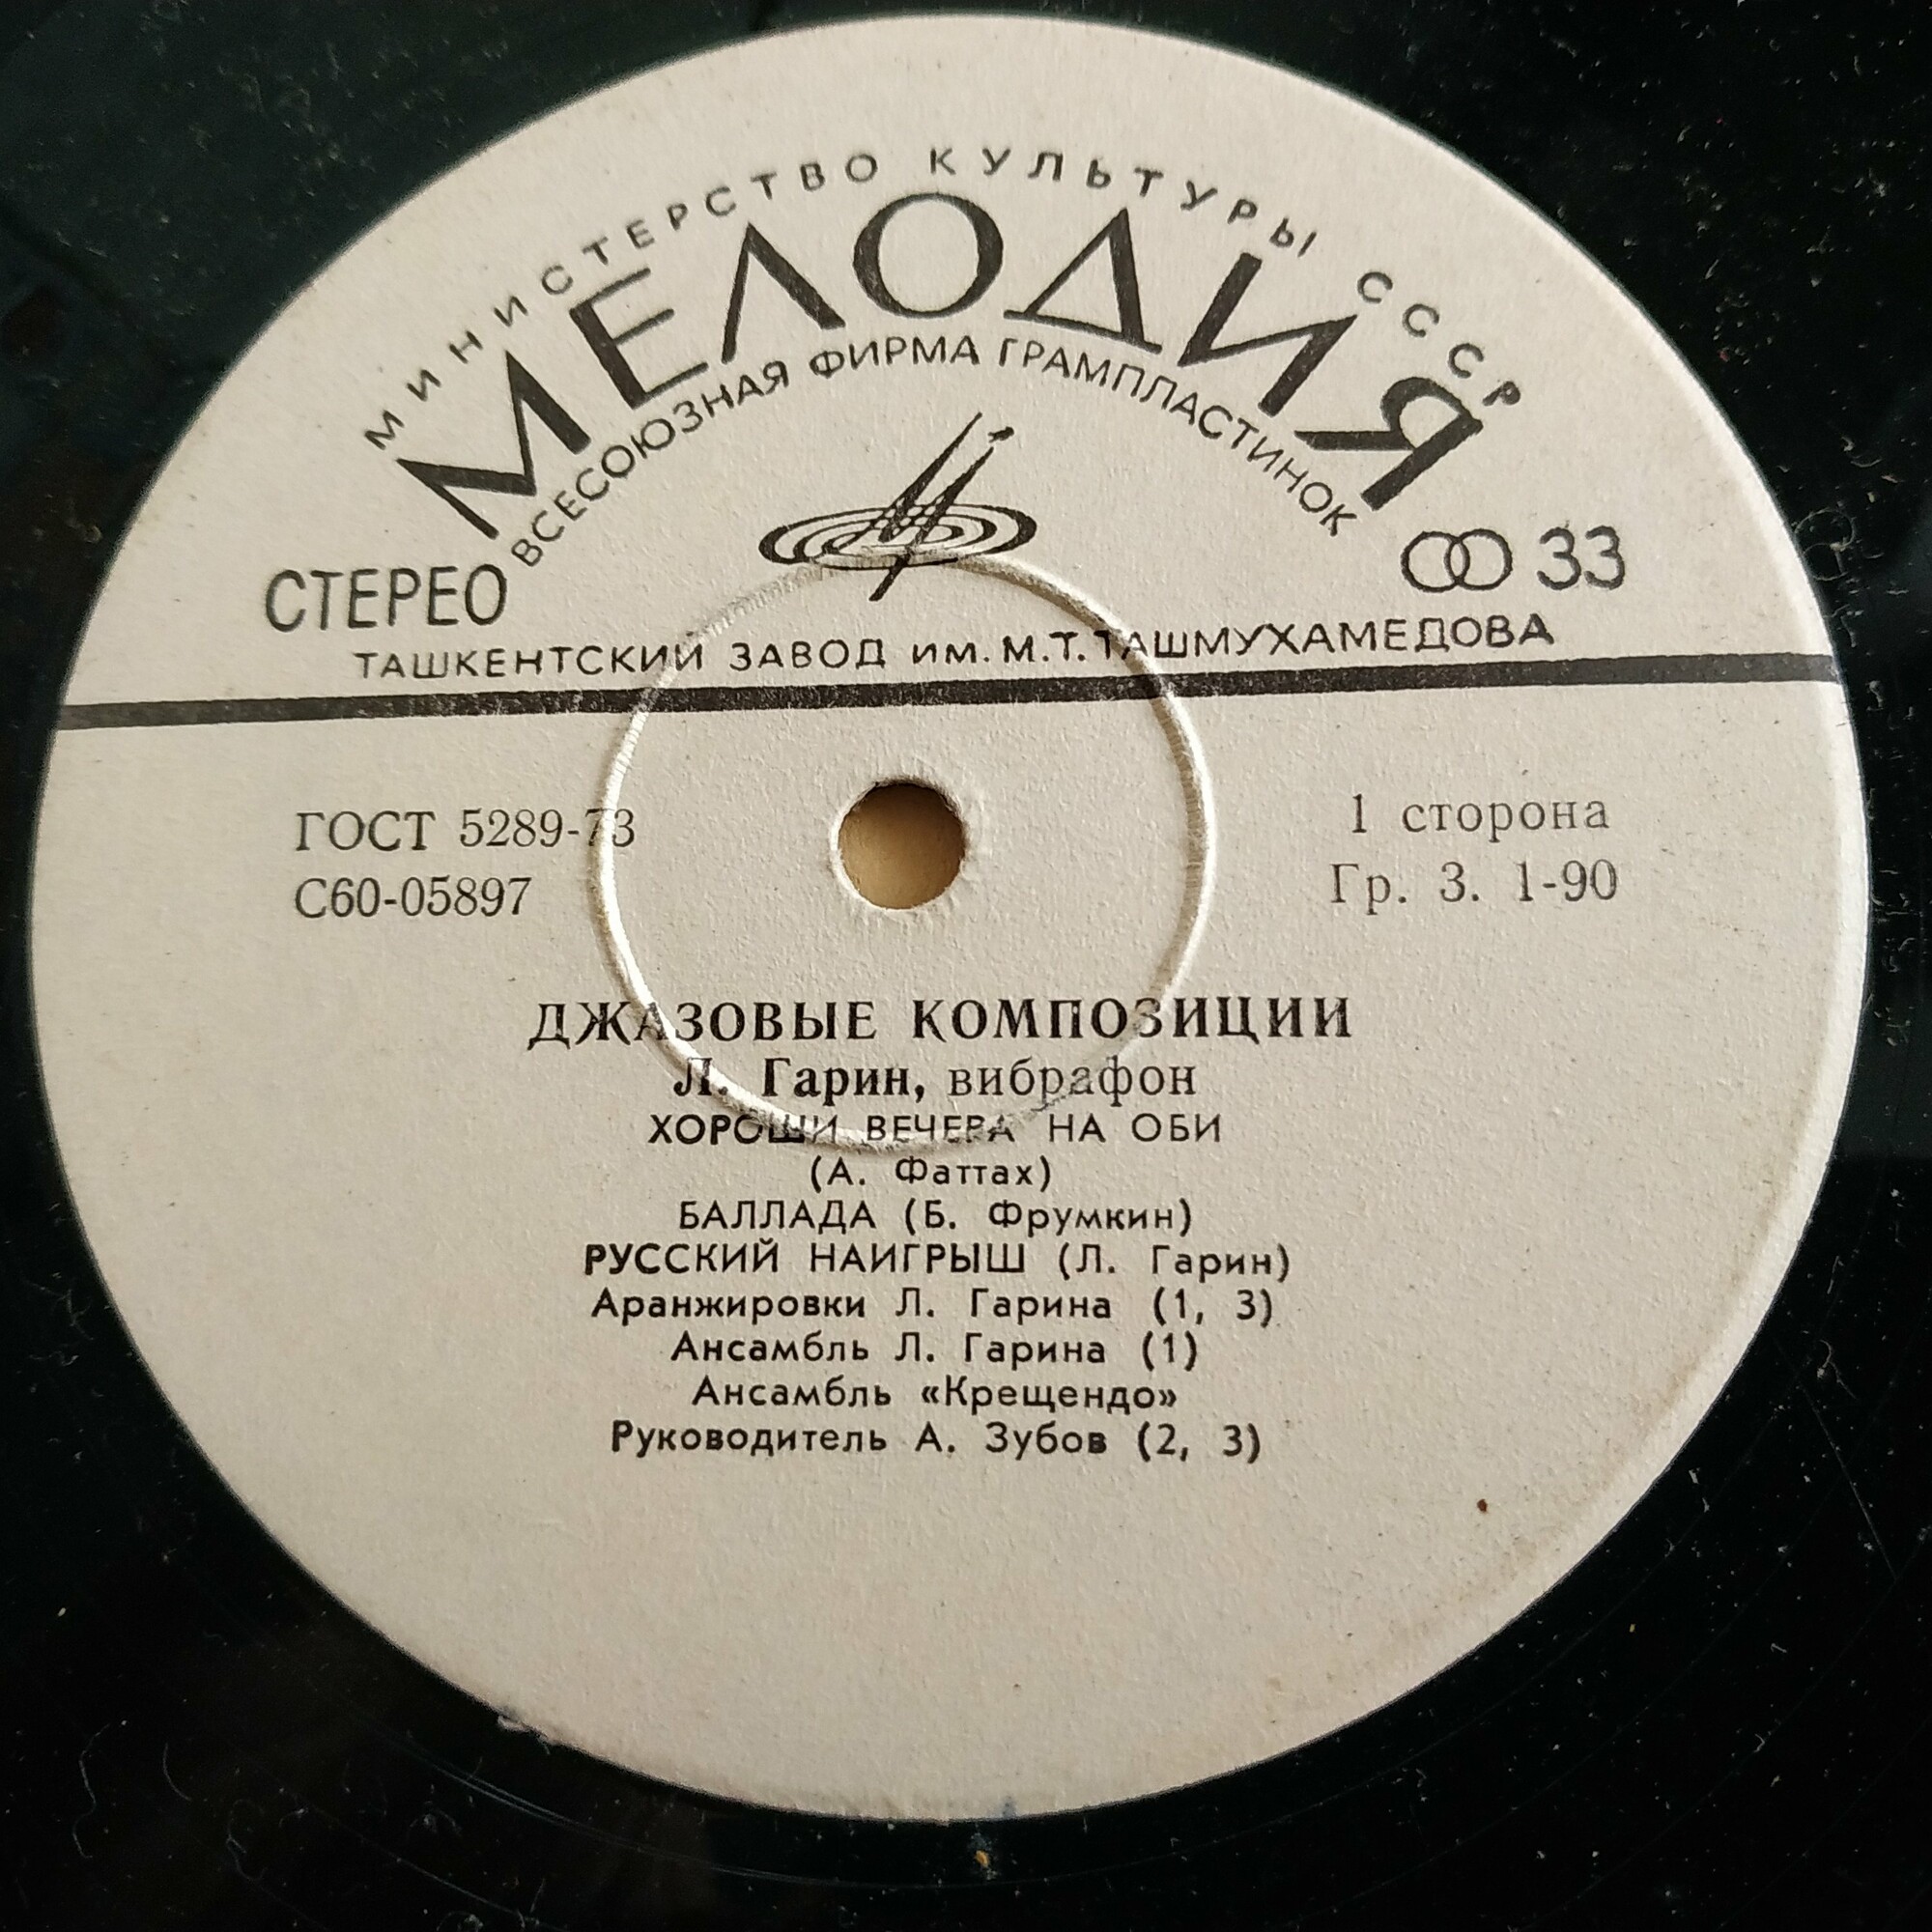 МИНИСТЕРСТВО КУЛЬТУРЫ СССР
МЕЛОДИЯ
ВСЕСОЮЗНАЯ ФИРМА ГРАМПЛАСТИНОК
СТЕРЕО
33
ТАШКЕНТСКИЙ ЗАВОД им. М.Т. ТАШМУХАМЕДОВА
ГОСТ 5289-73
1 сторона
С60-05897
Гр. 3. 1-90
ДЖАЗОВЫЕ КОМПОЗИЦИИ
Л. Гарин, вибрафон
ХОРОШИ ВЕЧЕРА НА ОБИ
(А. Фаттах)
БАЛЛАДА (Б. Фрумкин)
РУССКИЙ НАИГРЫШ (Л. Гарин)
Аранжировки Л. Гарина (1, 3)
Ансамбль Л. Гарина (1)
Ансамбль «Крещендо»
Руководитель А. Зубов (2, 3)